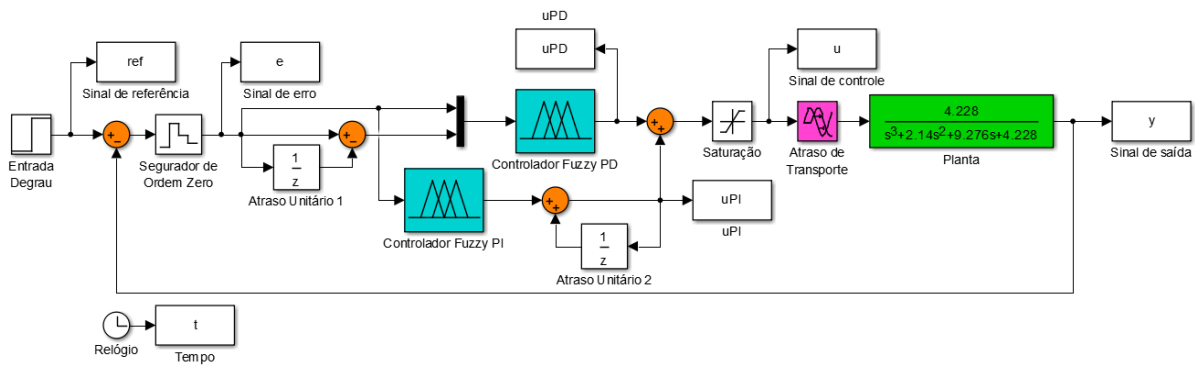 uPD
uPD
ref
Sinal de referência
e
Sinal de erro
u
Sinal de controle
Entrada
Degrau
Segurador de
Ordem Zero
1
z
Atraso Unitário 1
Controlador Fuzzy PD
Saturação
Atraso de
Transporte
4.228
s³+2.14s²+9.276s+4.228
Planta
y
Sinal de saída
Controlador Fuzzy PI
1
z
Atraso Unitário 2
uPI
uPI
Relógio
t
Tempo